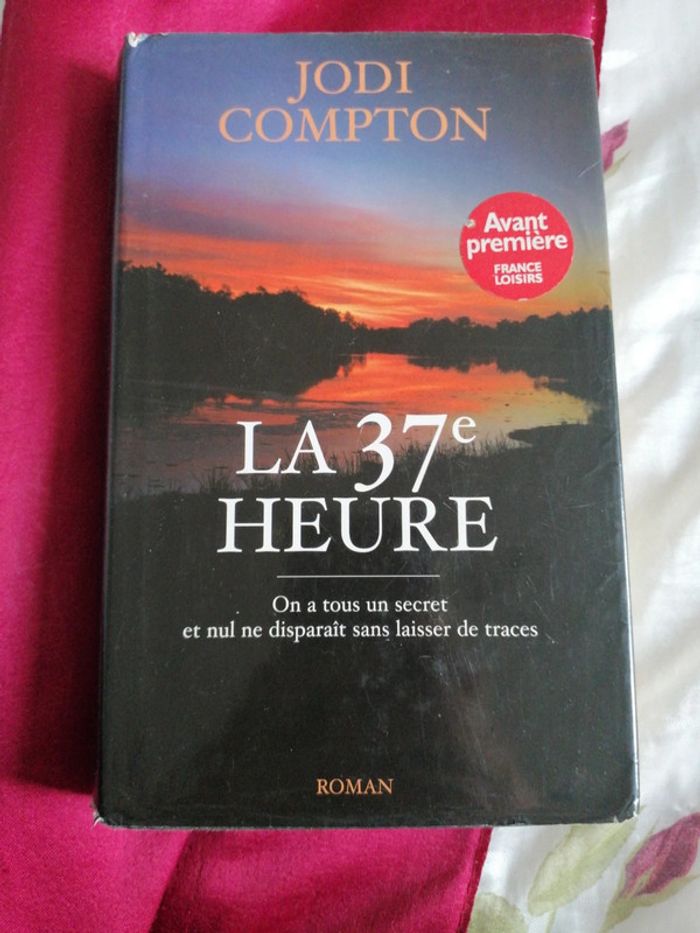 JODI
COMPTON
Avant
première
FRANCE
LOISIRS
LA 37e
HEURE
On a tous un secret
et nul ne disparaît sans laisser de traces
ROMAN